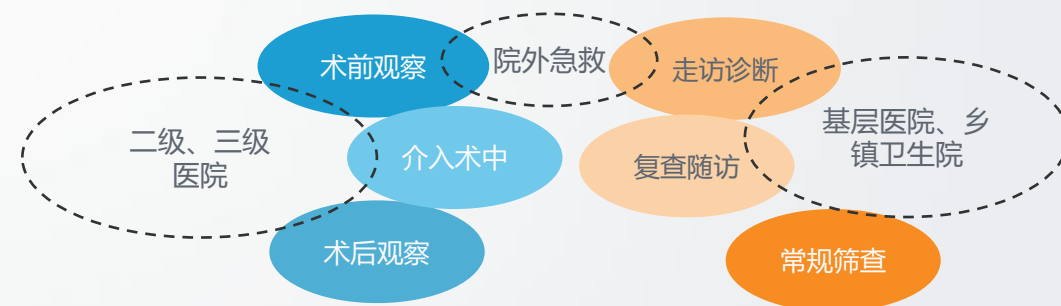 术前观察
院外急救
走访诊断
二级、三级
医院
介入术中
复查随访
基层医院、乡
镇卫生院
术后观察
常规筛查